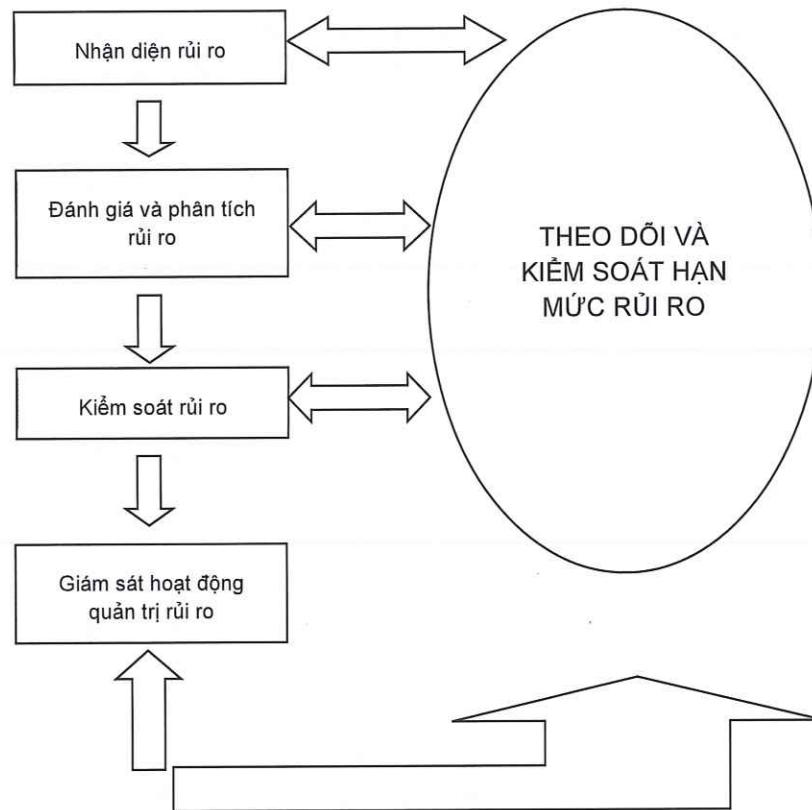 Nhận diện rủi ro
Đánh giá và phân tích
rủi ro
Kiểm soát rủi ro
Giám sát hoạt động
quản trị rủi ro
THEO DÕI VÀ
KIỂM SOÁT HẠN
MỨC RỦI RO